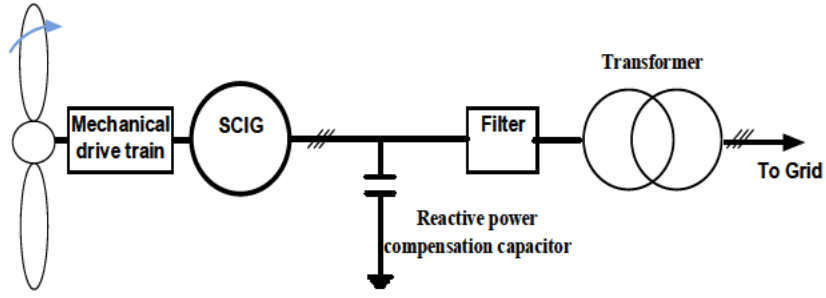 Transformer
Mechanical
drive train
SCIG
Filter
To Grid
Reactive power
compensation capacitor